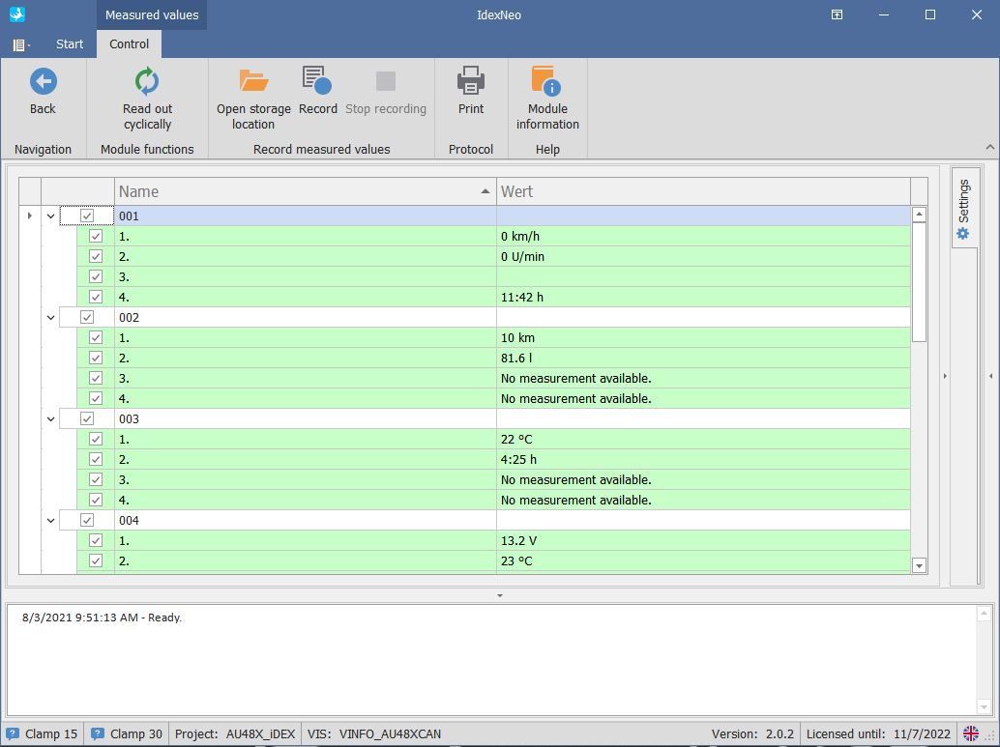 Measured values
IdexNeo
Start
Control
Back
Read out
cyclically
Open storage
location
Record
Stop recording
Print
Module
information
Navigation
Module functions
Record measured values
Protocol
Help
Name
Wert
Settings
001
1.
0 km/h
2.
0 U/min
3.
4.
11:42 h
002
1.
10 km
2.
81.6 l
3.
No measurement available.
4.
No measurement available.
003
1.
22 ºC
2.
4:25 h
3.
No measurement available.
4.
No measurement available.
004
1.
13.2 V
2.
23 ºC
8/3/2021 9:51:13 AM - Ready.
Clamp 15
Clamp 30
Project: AU48X_iDEX
VIS: VINFO_AU48XCAN
Version: 2.0.2
Licensed until: 11/7/2022